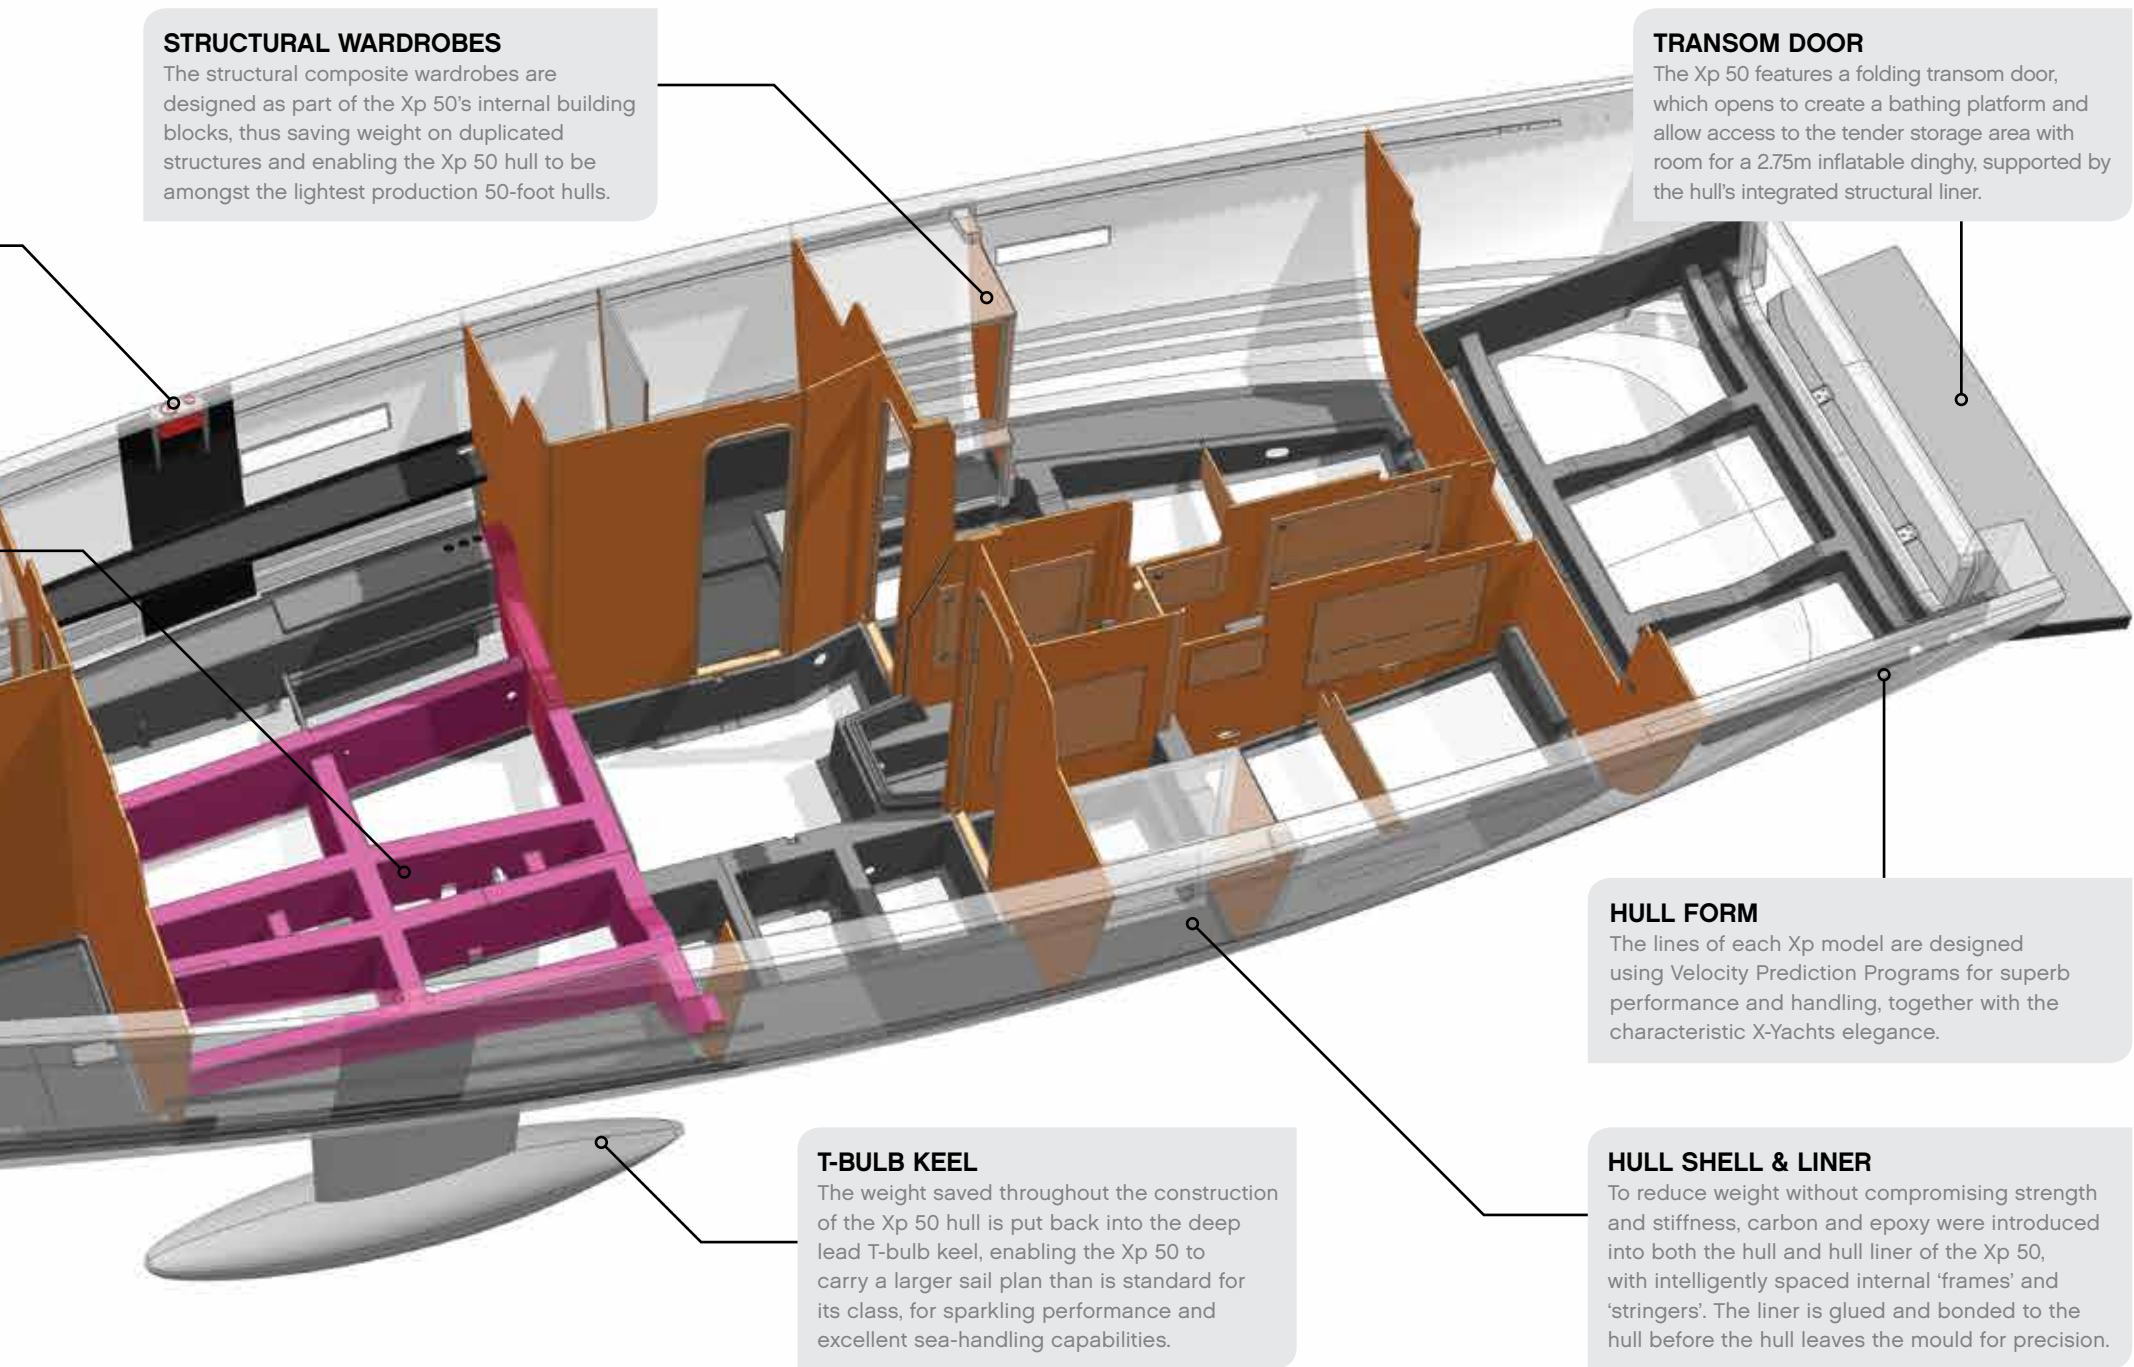 STRUCTURAL WARDROBES
The structural composite wardrobes are
designed as part of the Xp 50's internal building
blocks, thus saving weight on duplicated
structures and enabling the Xp 50 hull to be
amongst the lightest production 50-foot hulls.
TRANSOM DOOR
The Xp 50 features a folding transom door,
which opens to create a bathing platform and
allow access to the tender storage area with
room for a 2.75m inflatable dinghy, supported by
the hull's integrated structural liner.
HULL FORM
The lines of each Xp model are designed
using Velocity Prediction Programs for superb
performance and handling, together with the
characteristic X-Yachts elegance.
T-BULB KEEL
The weight saved throughout the construction
of the Xp 50 hull is put back into the deep
lead T-bulb keel, enabling the Xp 50 to
carry a larger sail plan than is standard for
its class, for sparkling performance and
excellent sea-handling capabilities.
HULL SHELL & LINER
To reduce weight without compromising strength
and stiffness, carbon and epoxy were introduced
into both the hull and hull liner of the Xp 50,
with intelligently spaced internal ‘frames’ and
‘stringers’. The liner is glued and bonded to the
hull before the hull leaves the mould for precision.